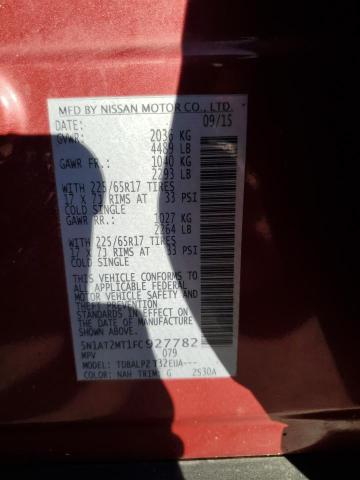 MFD BY NISSAN MOTOR CO., LTD.
DATE: 09/15
GVWR: 2036 KG
4489 LB
GAWR FR.: 1040 KG
2293 LB
WITH 225/65R17 TIRES
17 X 7J RIMS AT 33 PSI
COLD SINGLE
GAWR RR.: 1027 KG
2264 LB
WITH 225/65R17 TIRES
17 X 7J RIMS AT 33 PSI
COLD SINGLE
THIS VEHICLE CONFORMS TO
ALL APPLICABLE FEDERAL
MOTOR VEHICLE SAFETY,
BUMPER, AND THEFT
PREVENTION STANDARDS
IN EFFECT ON THE DATE OF
MANUFACTURE SHOWN
ABOVE.
5N1AT2MT1FC927782
MPV 079
MODEL: TDBALPZ
COLOR: NAH TRIM: G 2S30A